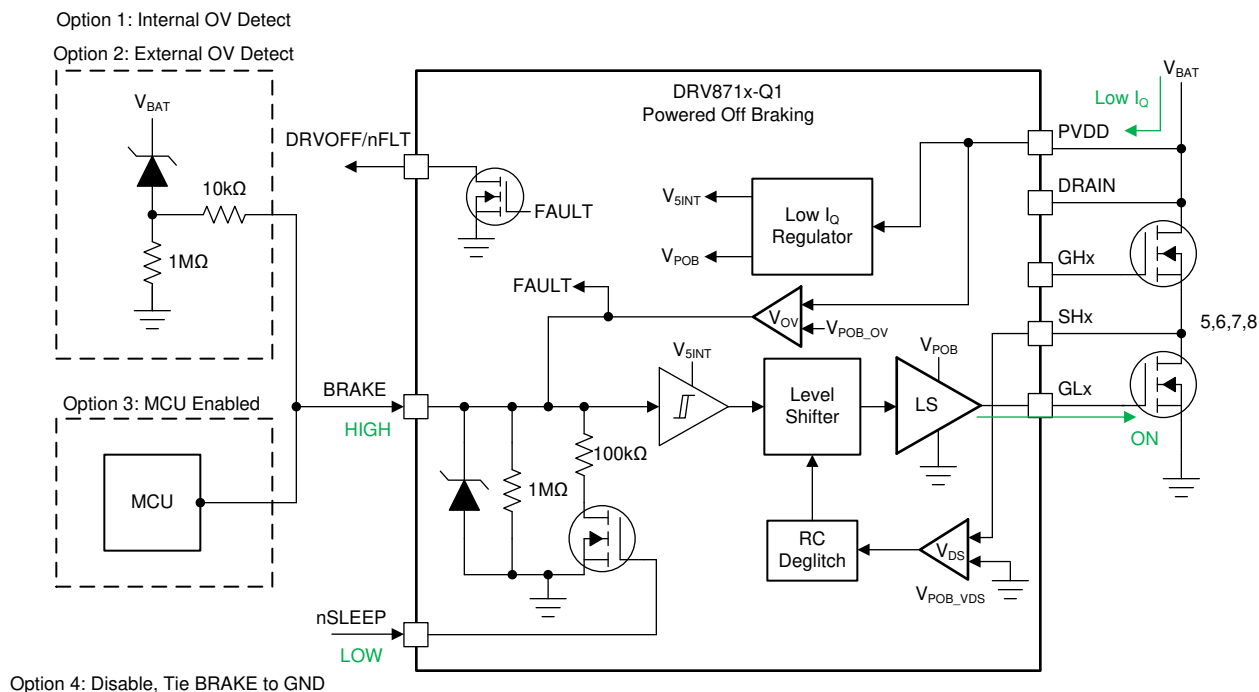 Option 1: Internal OV Detect
Option 2: External OV Detect
VBAT
10kΩ
1MΩ
Option 3: MCU Enabled
MCU
Option 4: Disable, Tie BRAKE to GND
DRV871x-Q1
Powered Off Braking
DRVOFF/nFLT
FAULT
V5INT
VPOB
Low IQ
Regulator
FAULT
VOV
VPOB_OV
BRAKE
HIGH
1MΩ
100kΩ
V5INT
Level
Shifter
VPOB
LS
RC
Deglitch
VDS
VPOB_VDS
nSLEEP
LOW
VBAT
Low IQ
PVDD
DRAIN
GHx
SHx
5,6,7,8
GLx
ON